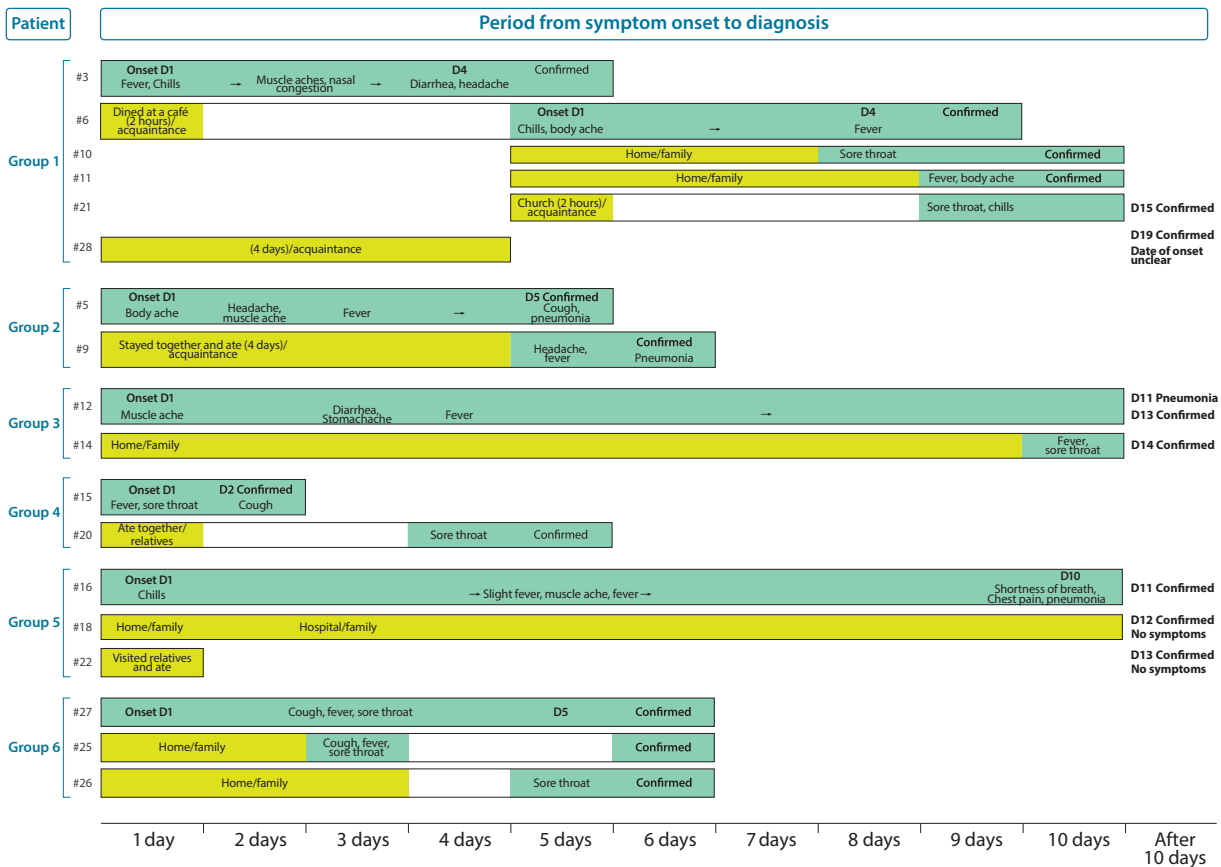 Patient
Period from symptom onset to diagnosis
Group 1
#3
Onset D1
Fever, Chills
→
Muscle aches, nasal
congestion
→
D4
Diarrhea, headache
Confirmed
#6
Dined at a café
(2 hours)/
acquaintance
Onset D1
Chills, body ache
→
D4
Fever
Confirmed
#10
Home/family
Sore throat
Confirmed
#11
Home/family
Fever, body ache
Confirmed
#21
Church (2 hours)/
acquaintance
Sore throat, chills
D15 Confirmed
#28
(4 days)/acquaintance
D19 Confirmed
Date of onset
unclear
Group 2
#5
Onset D1
Body ache
Headache,
muscle ache
Fever
→
D5 Confirmed
Cough,
pneumonia
#9
Stayed together and ate (4 days)/
acquaintance
Headache,
fever
Confirmed
Pneumonia
Group 3
#12
Onset D1
Muscle ache
Diarrhea,
Stomachache
Fever
→
D11 Pneumonia
D13 Confirmed
#14
Home/Family
Fever,
sore throat
D14 Confirmed
Group 4
#15
Onset D1
Fever, sore throat
D2 Confirmed
Cough
#20
Ate together/
relatives
Sore throat
Confirmed
Group 5
#16
Onset D1
Chills
→ Slight fever, muscle ache, fever →
D10
Shortness of breath,
Chest pain, pneumonia
D11 Confirmed
#18
Home/family
Hospital/family
D12 Confirmed
No symptoms
#22
Visited relatives
and ate
D13 Confirmed
No symptoms
Group 6
#27
Onset D1
Cough, fever, sore throat
D5
Confirmed
#25
Home/family
Cough, fever,
sore throat
Confirmed
#26
Home/family
Sore throat
Confirmed
1 day
2 days
3 days
4 days
5 days
6 days
7 days
8 days
9 days
10 days
After
10 days